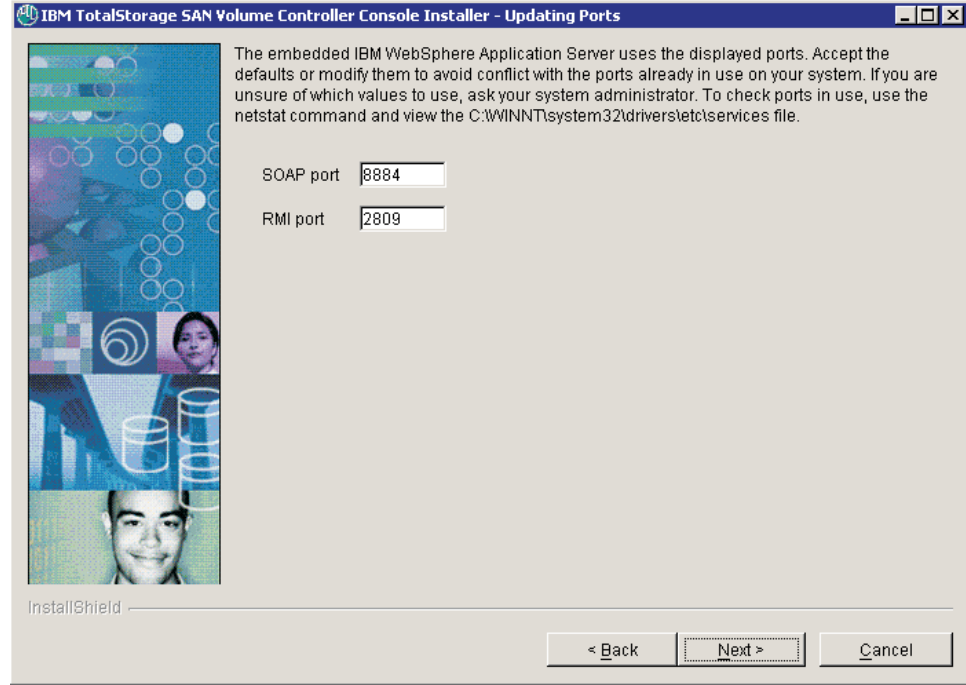 IBM TotalStorage SAN Volume Controller Console Installer - Updating Ports
The embedded IBM WebSphere Application Server uses the displayed ports. Accept the
defaults or modify them to avoid conflict with the ports already in use on your system. If you are
unsure of which values to use, ask your system administrator. To check ports in use, use the
netstat command and view the C:\WINNT\system32\drivers\etc\services file.
SOAP port 8884
RMI port 2809
InstallShield
< Back Next > Cancel